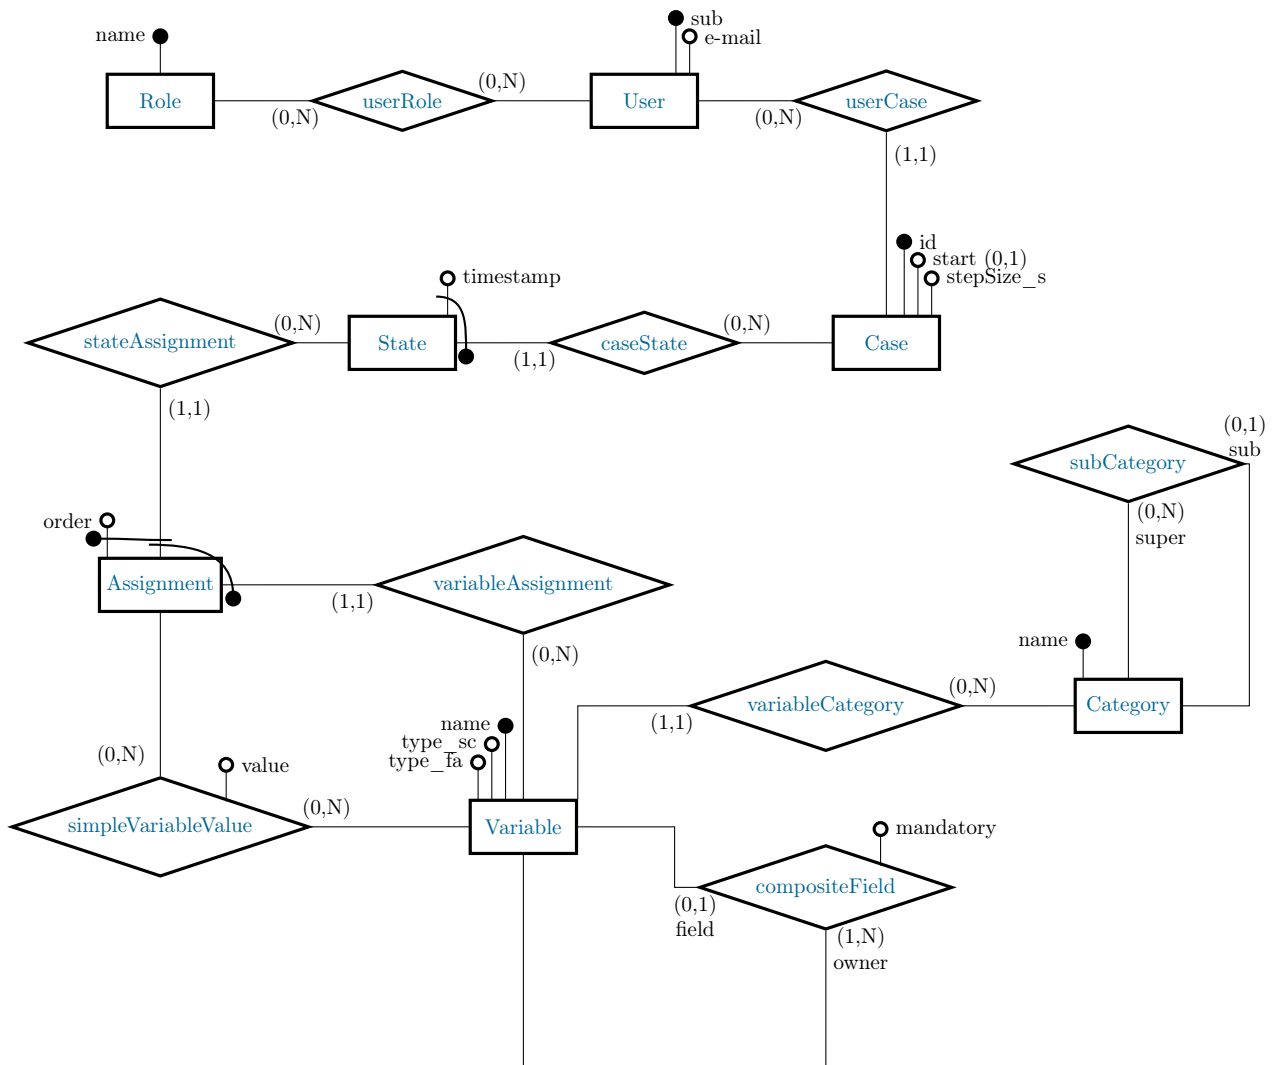 sub
name
e-mail
Role
(0,N)
userRole
(0,N)
User
(0,N)
userCase
(1,1)
id
start (0,1)
stepSize_s
timestamp
stateAssignment
(0,N)
State
(1,1)
caseState
(0,N)
Case
(1,1)
(0,1)
sub
subCategory
(0,N)
super
order
Assignment
(1,1)
variableAssignment
(0,N)
name
variableCategory
(1,1)
(0,N)
Category
name
type_sc
type_fa
(0,N)
value
simpleVariableValue
(0,N)
Variable
mandatory
compositeField
(0,1)
field
(1,N)
owner